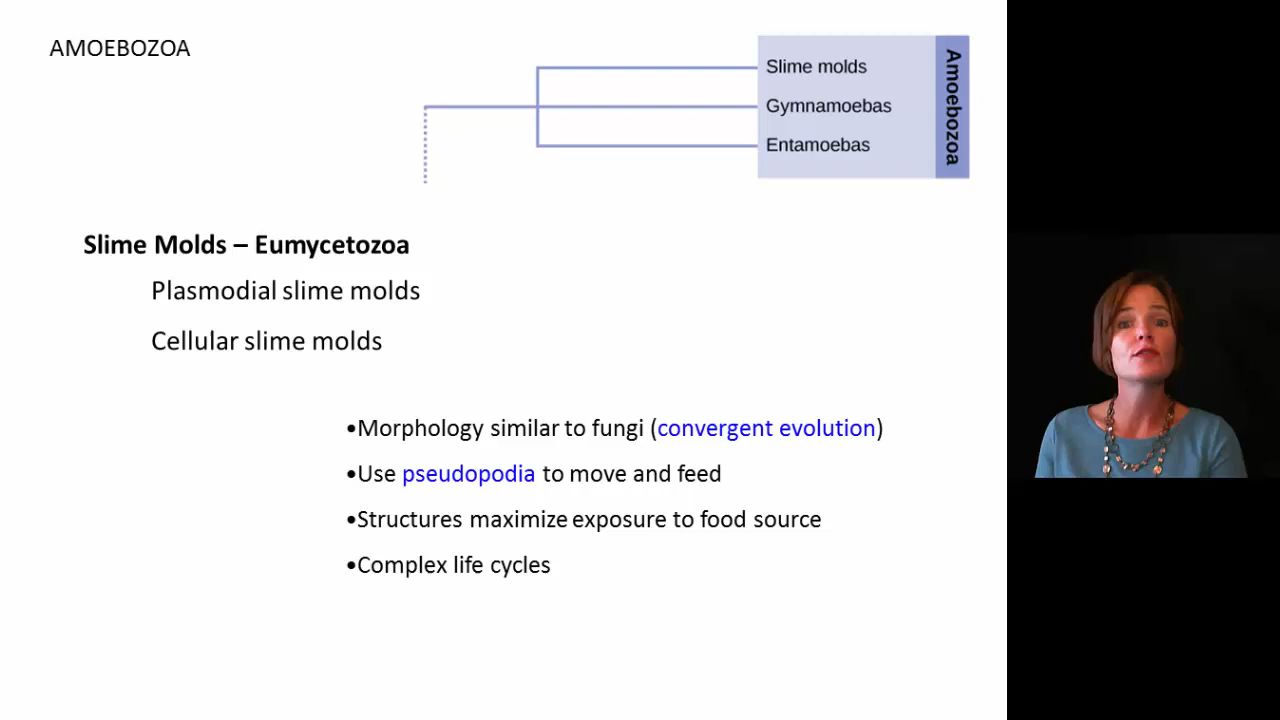 AMOEBOZOA
Slime molds
Gymnamoebas
Entamoebas
Amoebozoa
Slime Molds – Eumycetozoa
Plasmodial slime molds
Cellular slime molds
•Morphology similar to fungi (convergent evolution)
•Use pseudopodia to move and feed
•Structures maximize exposure to food source
•Complex life cycles